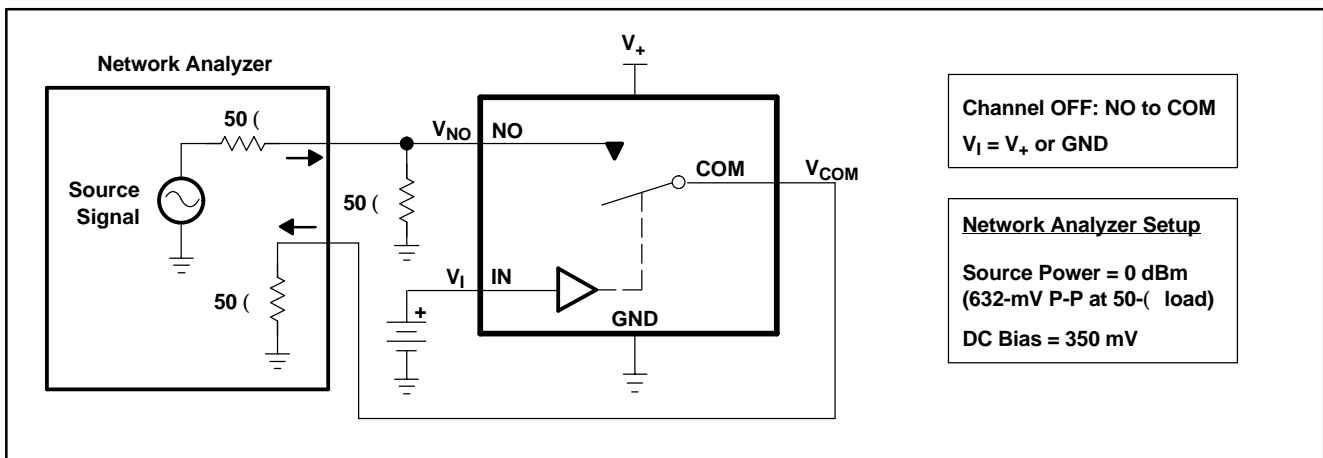 V+
Network Analyzer
50 (
VNO
NO
COM
VCOM
Source
Signal
50 (
50 (
VI
IN
+
GND
Channel OFF: NO to COM
VI = V+ or GND
Network Analyzer Setup
Source Power = 0 dBm
(632-mV P-P at 50-( load)
DC Bias = 350 mV